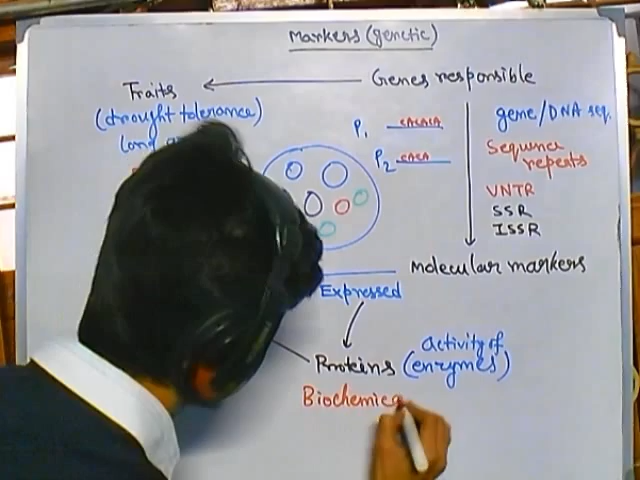 Markers (genetic)
Genes responsible
Traits
(drought tolerance)
P1 CACACA
P2 CACA
gene/DNA seq.
Sequence
repeats
VNTR
SSR
ISSR
Molecular markers
Expressed
Proteins (Activity of
enzymes)
Biochemica